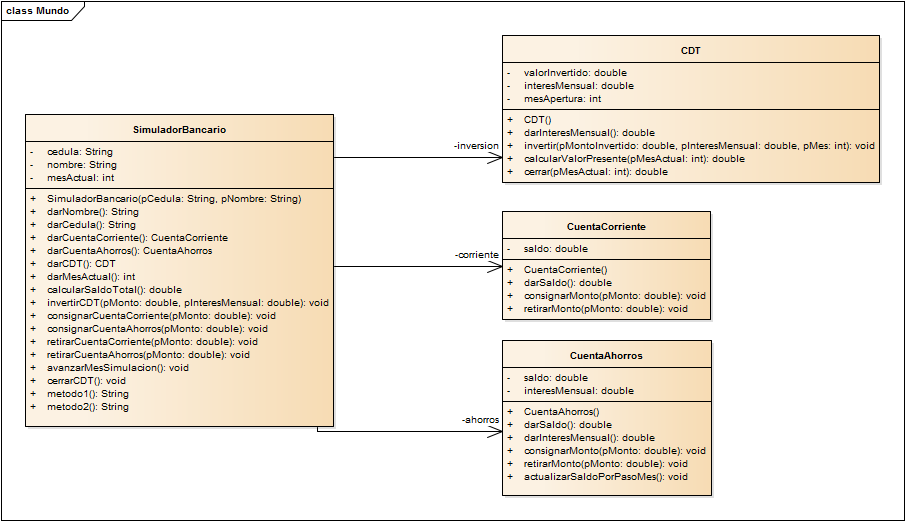 class Mundo
SimuladorBancario
- cedula: String
- nombre: String
- mesActual: int
+ SimuladorBancario(pCedula: String, pNombre: String)
+ darNombre(): String
+ darCedula(): String
+ darCuentaCorriente(): CuentaCorriente
+ darCuentaAhorros(): CuentaAhorros
+ darCDT(): CDT
+ darMesActual(): int
+ calcularSaldoTotal(): double
+ invertirCDT(pMonto: double, pInteresMensual: double): void
+ consignarCuentaCorriente(pMonto: double): void
+ consignarCuentaAhorros(pMonto: double): void
+ retirarCuentaCorriente(pMonto: double): void
+ retirarCuentaAhorros(pMonto: double): void
+ avanzarMesSimulacion(): void
+ cerrarCDT(): void
+ metodo1(): String
+ metodo2(): String
-inversion
CDT
- valorInvertido: double
- interesMensual: double
- mesApertura: int
+ CDT()
+ darInteresMensual(): double
+ invertir(pMontoInvertido: double, pInteresMensual: double, pMes: int): void
+ calcularValorPresente(pMesActual: int): double
+ cerrar(pMesActual: int): double
-corriente
CuentaCorriente
- saldo: double
+ CuentaCorriente()
+ darSaldo(): double
+ consignarMonto(pMonto: double): void
+ retirarMonto(pMonto: double): void
-ahorros
CuentaAhorros
- saldo: double
- interesMensual: double
+ CuentaAhorros()
+ darSaldo(): double
+ darInteresMensual(): double
+ consignarMonto(pMonto: double): void
+ retirarMonto(pMonto: double): void
+ actualizarSaldoPorPasoMes(): void